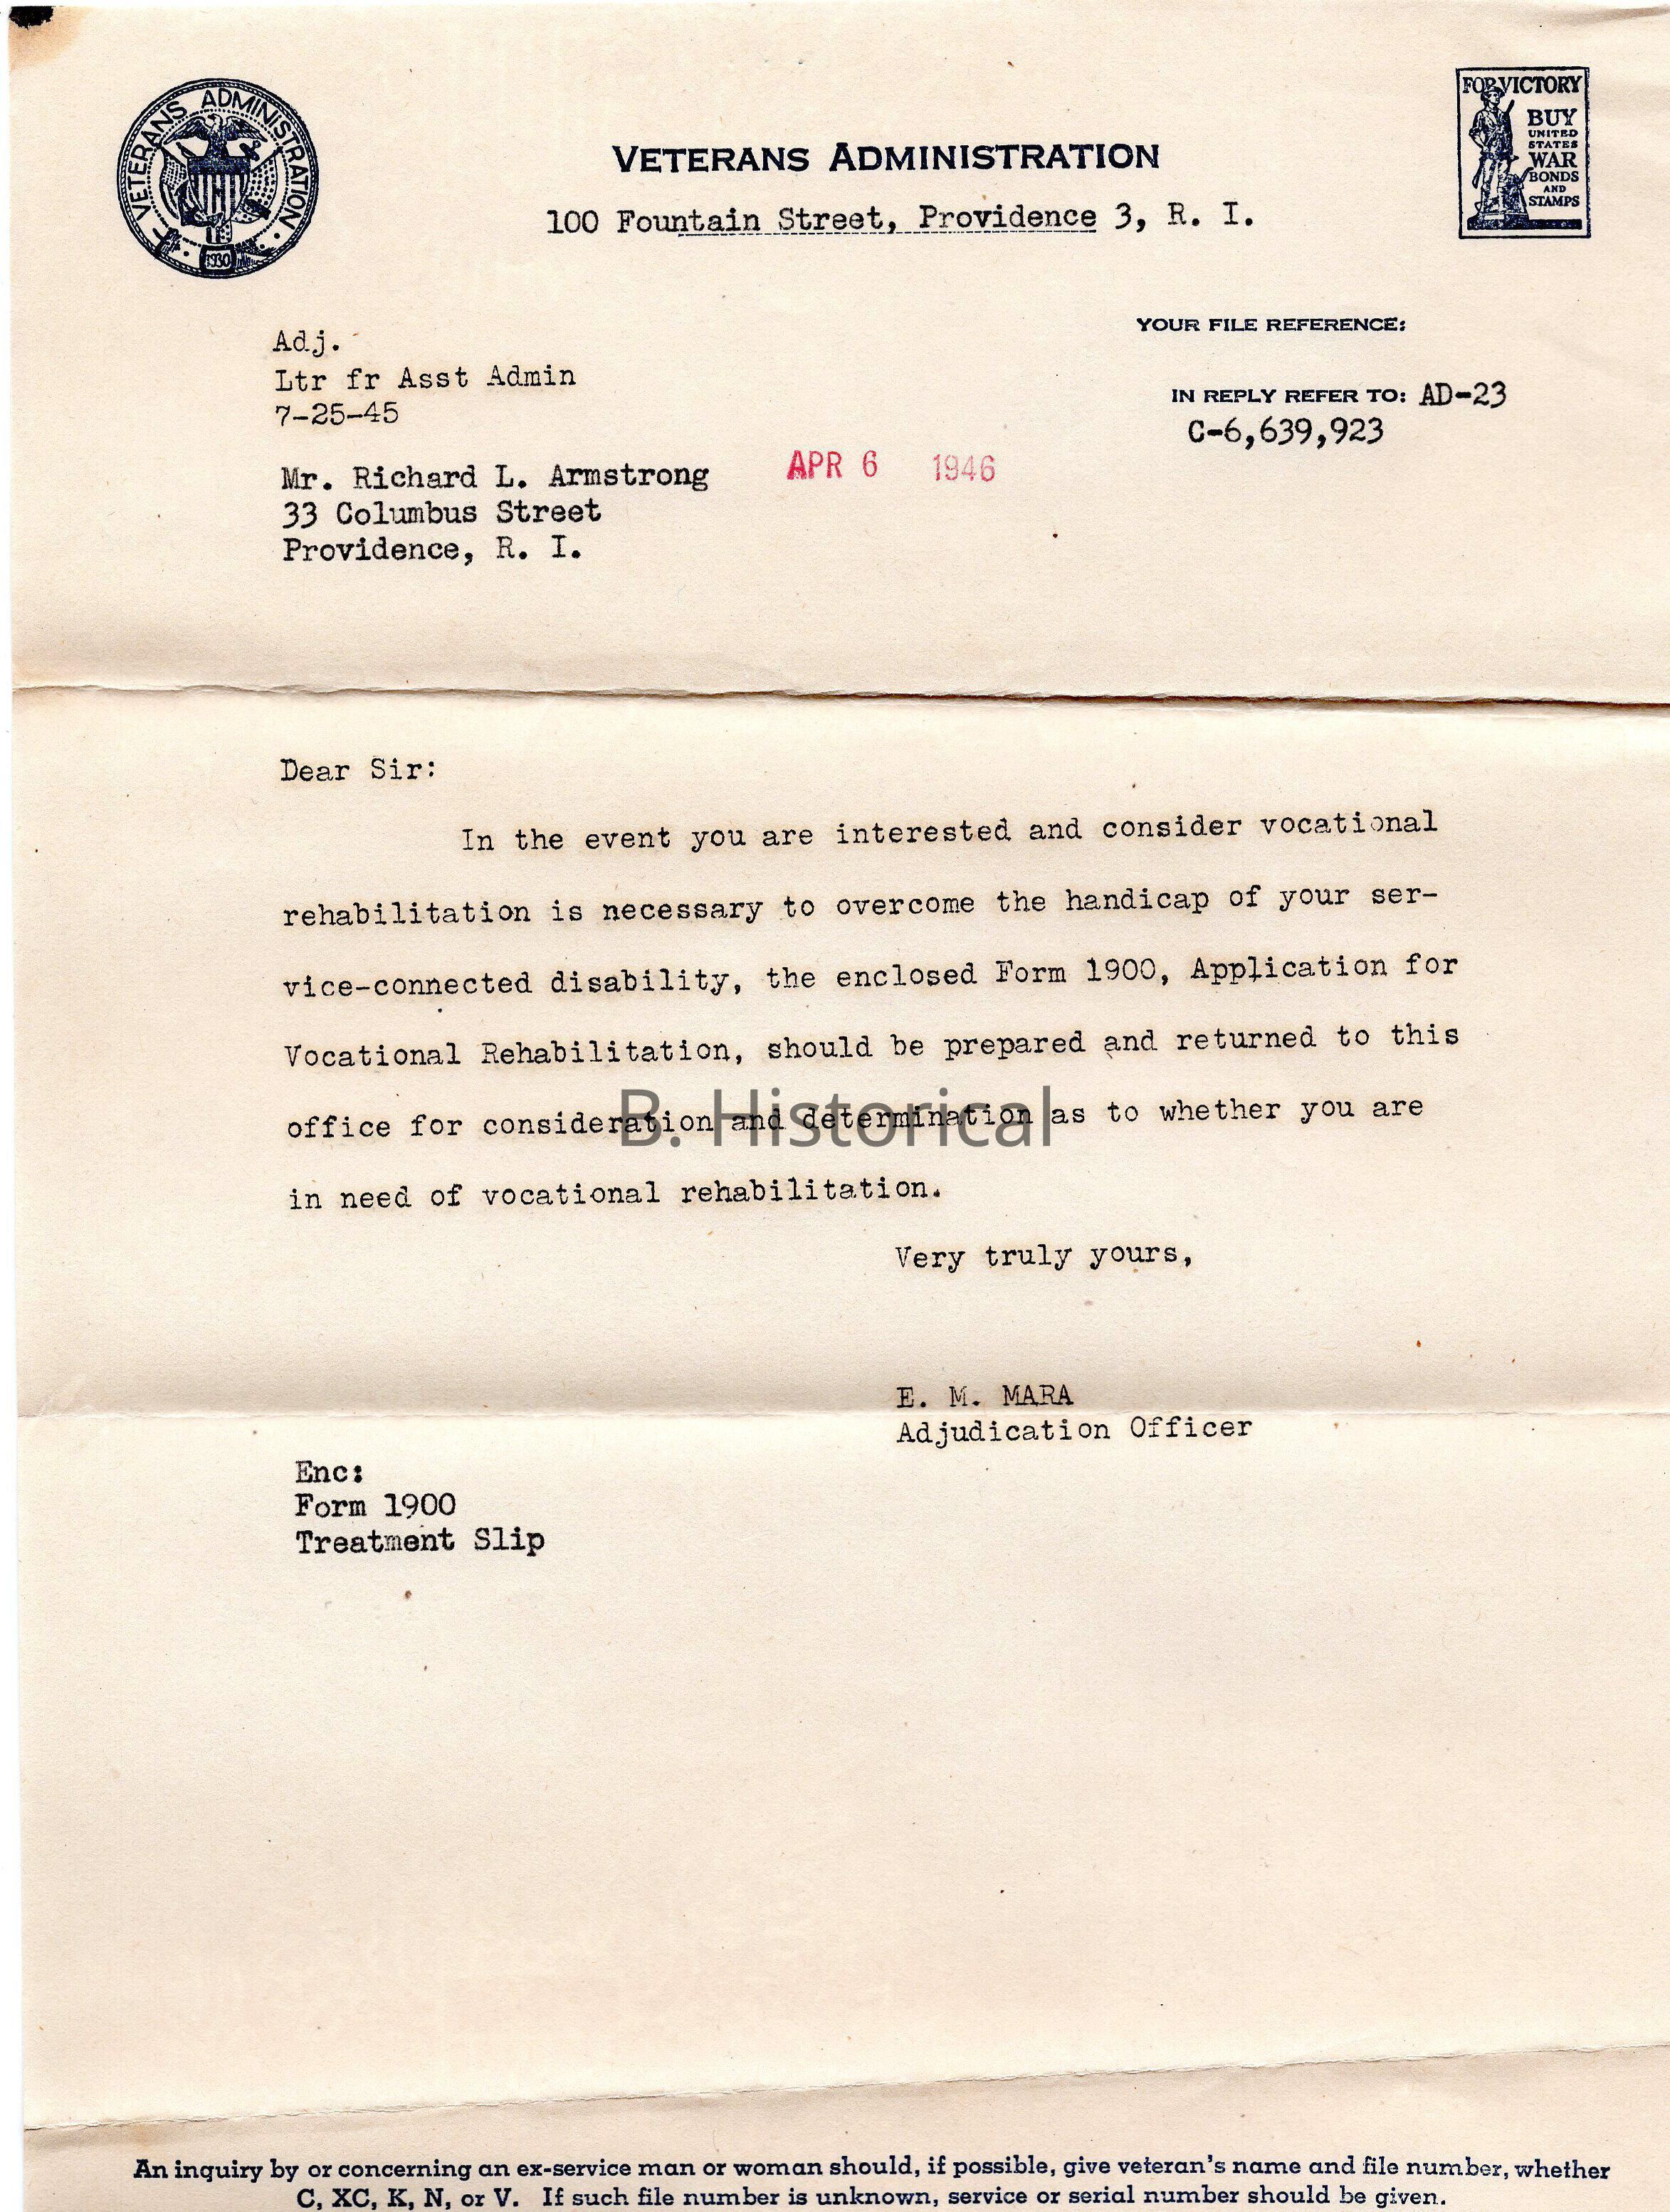 VETERANS ADMINISTRATION
1930
FOR VICTORY
BUY
UNITED
STATES
WAR
BONDS
AND
STAMPS
VETERANS ADMINISTRATION
100 Fountain Street, Providence 3, R. I.
YOUR FILE REFERENCE:
Adj.
Ltr fr Asst Admin
7-25-45
IN REPLY REFER TO: AD-23
C-6,639,923
APR 6 1946
Mr. Richard L. Armstrong
33 Columbus Street
Providence, R. I.
Dear Sir:
In the event you are interested and consider vocational
rehabilitation is necessary to overcome the handicap of your ser-
vice-connected disability, the enclosed Form 1900, Application for
Vocational Rehabilitation, should be prepared and returned to this
office for consideration and determination as to whether you are
B. Historical
in need of vocational rehabilitation.
Very truly yours,
E. M. MARA
Adjudication Officer
Enc:
Form 1900
Treatment Slip
An inquiry by or concerning an ex-service man or woman should, if possible, give veteran's name and file number, whether
C, XC, K, N, or V. If such file number is unknown, service or serial number should be given.